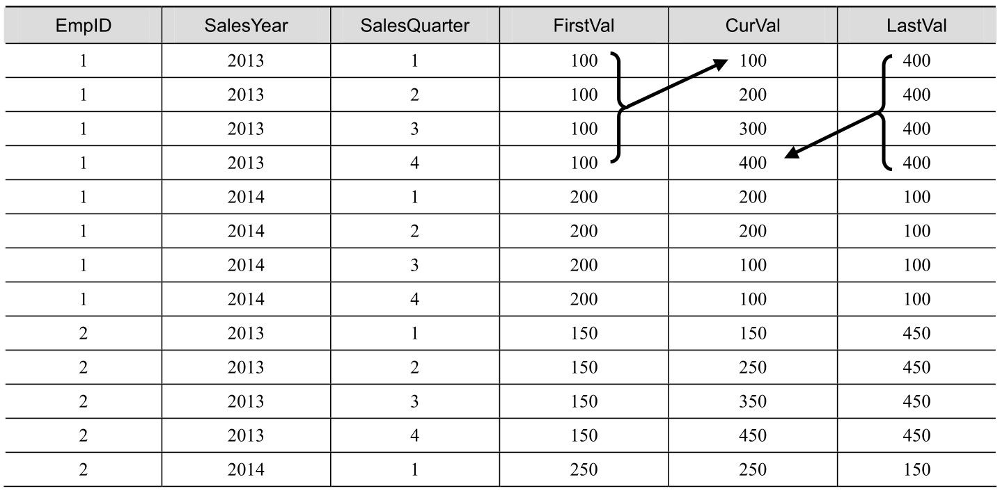 EmpID SalesYear SalesQuarter FirstVal CurVal LastVal
1 2013 1 100 100 400
1 2013 2 100 200 400
1 2013 3 100 300 400
1 2013 4 100 400 400
1 2014 1 200 200 100
1 2014 2 200 200 100
1 2014 3 200 100 100
1 2014 4 200 100 100
2 2013 1 150 150 450
2 2013 2 150 250 450
2 2013 3 150 350 450
2 2013 4 150 450 450
2 2014 1 250 250 150